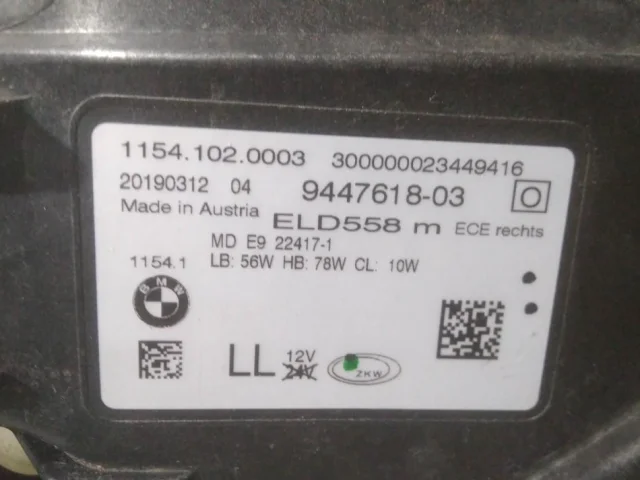 1154.102.0003 300000023449416
20190312 04 9447618-03 O
Made in Austria ELD558 m ECE rechts
MD E9 22417-1
1154.1 LB: 56W HB: 78W CL: 10W
BMW
LL 12V
24V
ZKW